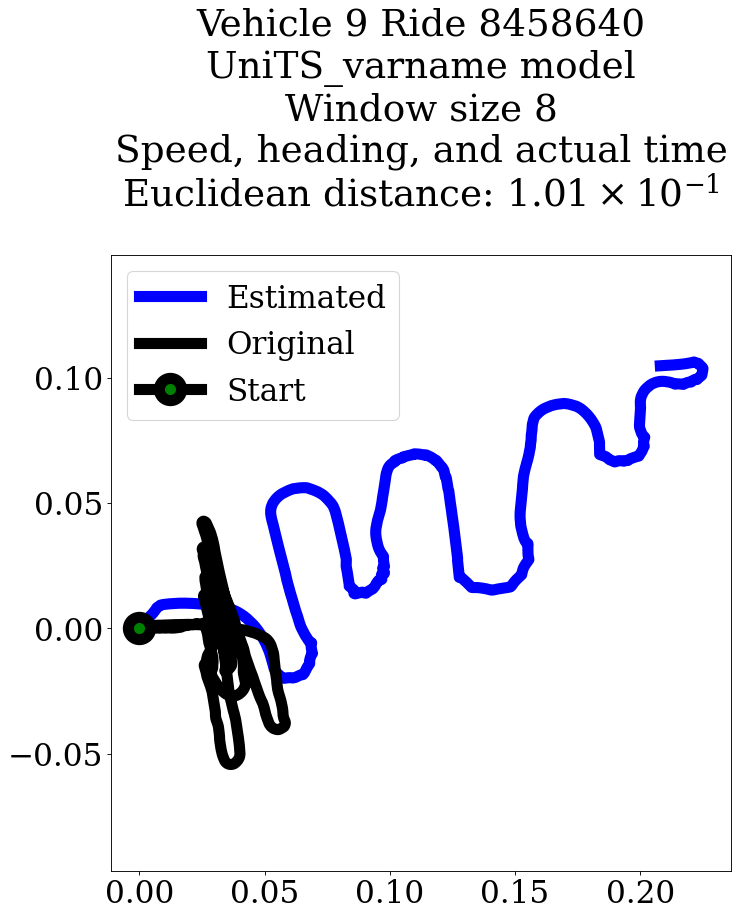 Vehicle 9 Ride 8458640
UniTS_varname model
Window size 8
Speed, heading, and actual time
Euclidean distance: 1.01 × 10⁻¹
Estimated
Original
Start
0.10
0.05
0.00
−0.05
0.00 0.05 0.10 0.15 0.20